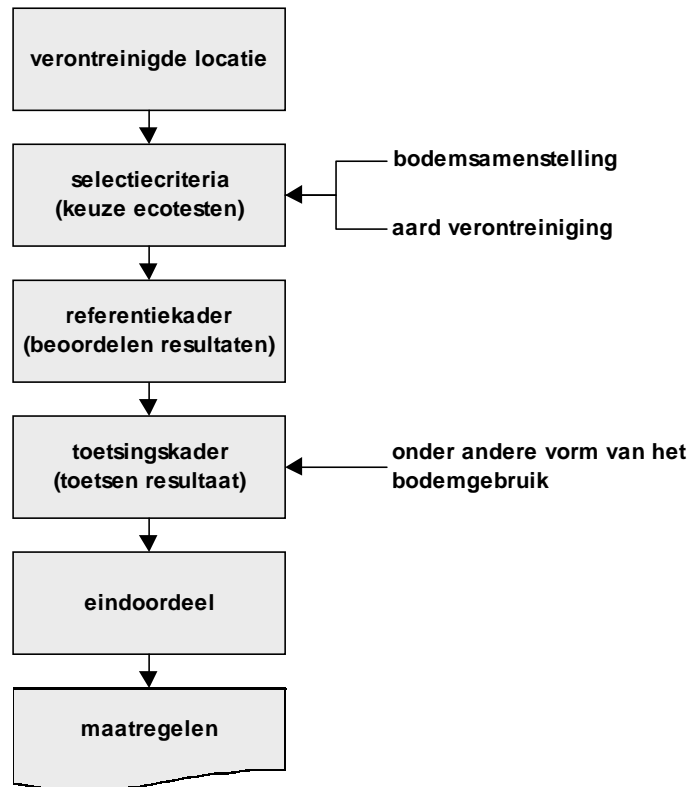 verontreinigde locatie
selectiecriteria
(keuze ecotesten)
bodemsamenstelling
aard verontreiniging
referentiekader
(beoordelen resultaten)
toetsingskader
(toetsen resultaat)
onder andere vorm van het
bodemgebruik
eindoordeel
maatregelen